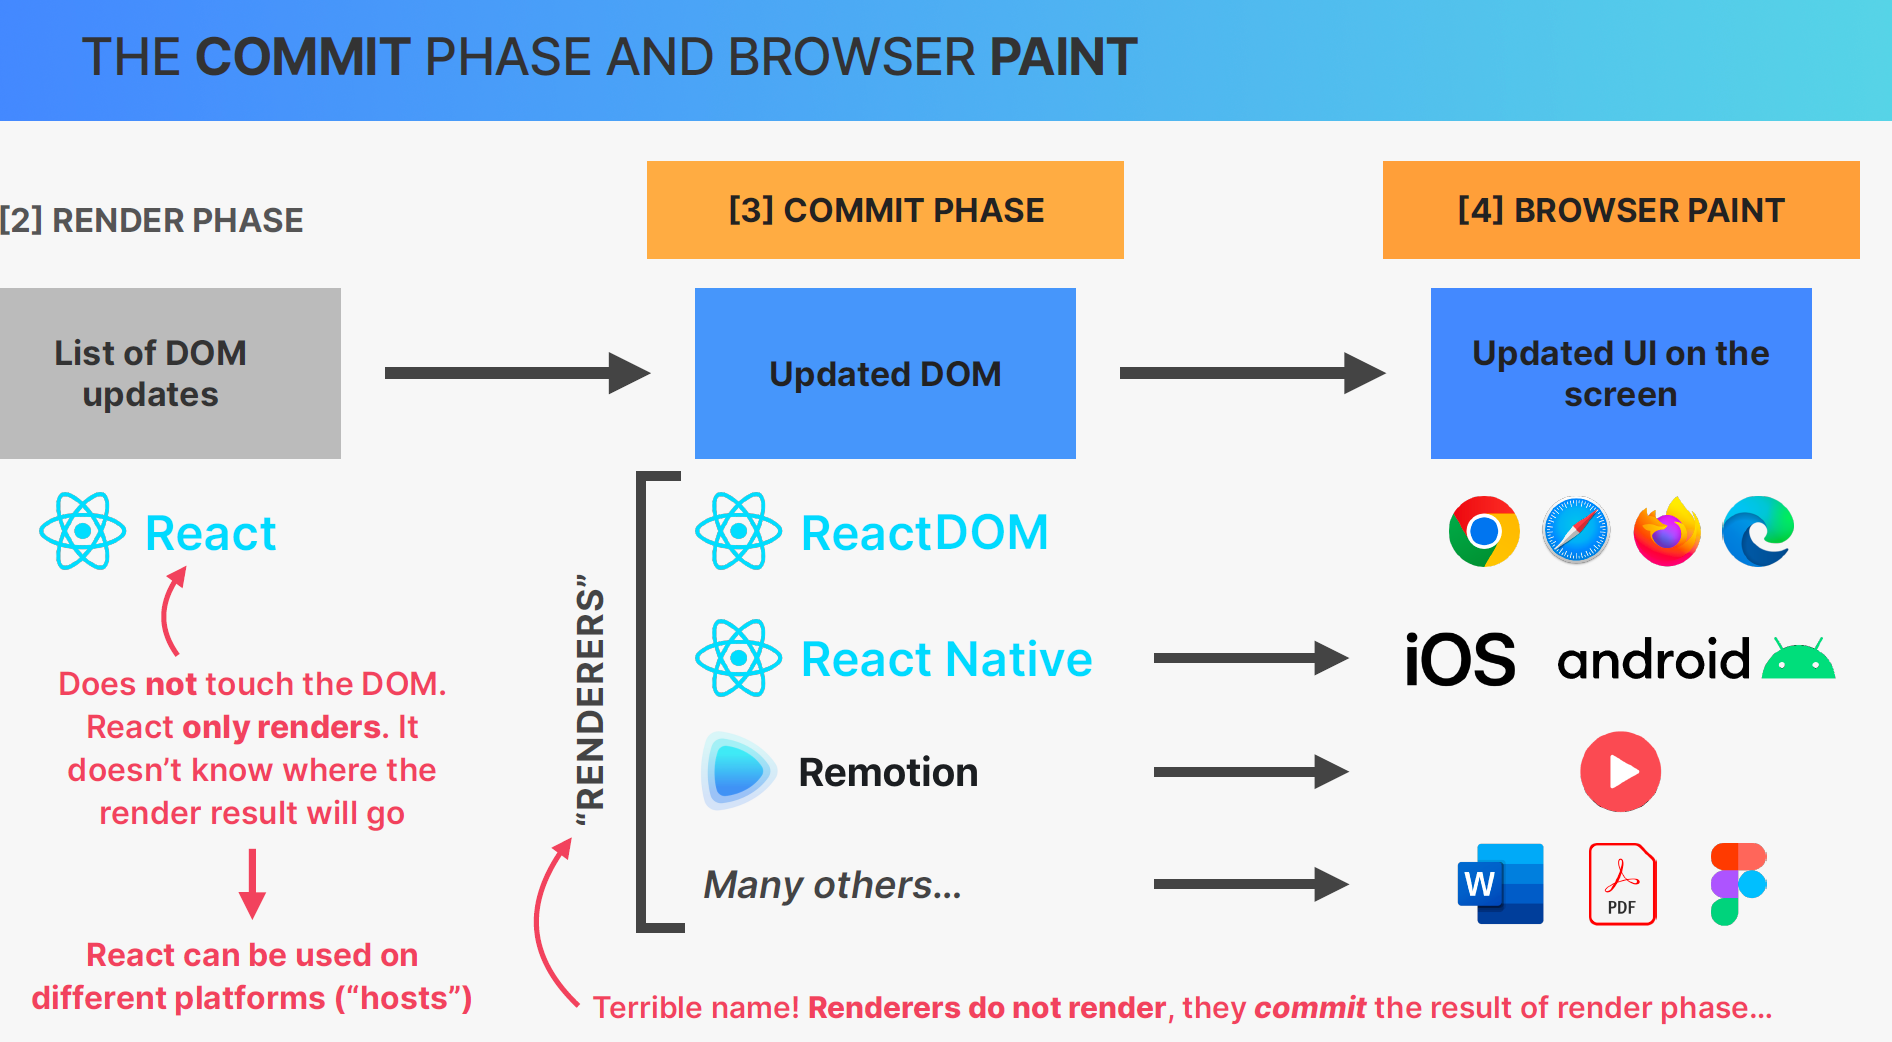 THE COMMIT PHASE AND BROWSER PAINT
[2] RENDER PHASE
[3] COMMIT PHASE
[4] BROWSER PAINT
List of DOM
updates
Updated DOM
Updated UI on the
screen
React
Does not touch the DOM.
React only renders. It
doesn’t know where the
render result will go
React can be used on
different platforms (“hosts”)
“RENDERERS”
ReactDOM
React Native
iOS
android
Remotion
Many others…
W
PDF
Terrible name! Renderers do not render, they commit the result of render phase…